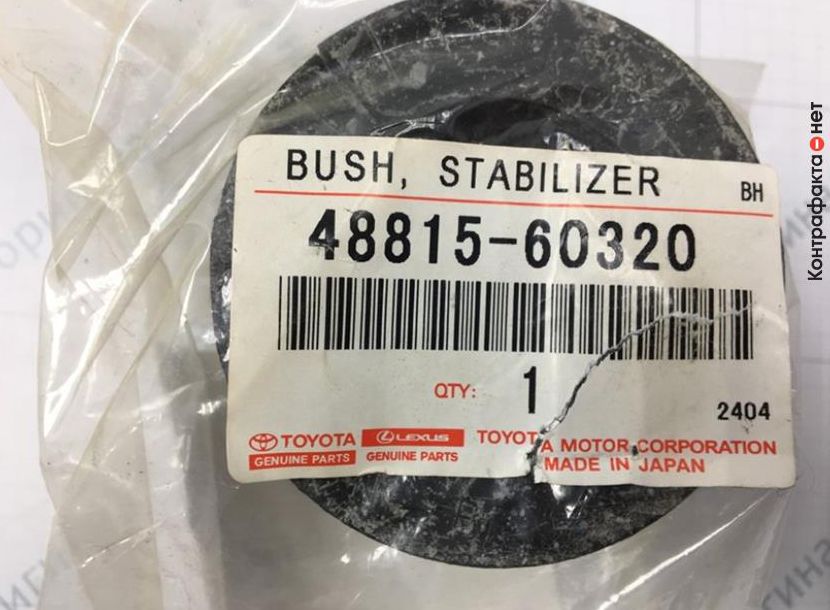 BUSH, STABILIZER BH
48815-60320
QTY: 1
2404
TOYOTA LEXUS TOYOTA MOTOR CORPORATION
GENUINE PARTS GENUINE PARTS MADE IN JAPAN
Контрафакта нет